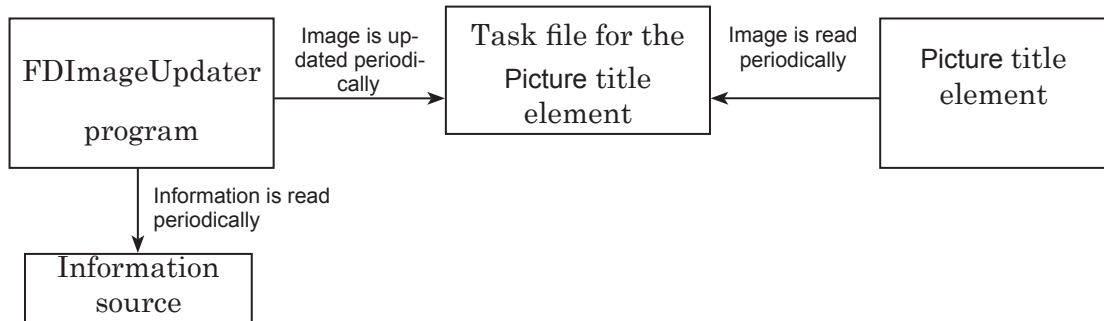 FDImageUpdater
program
Image is up-
dated periodi-
cally
Task file for the
Picture title
element
Image is read
periodically
Picture title
element
Information is read
periodically
Information
source